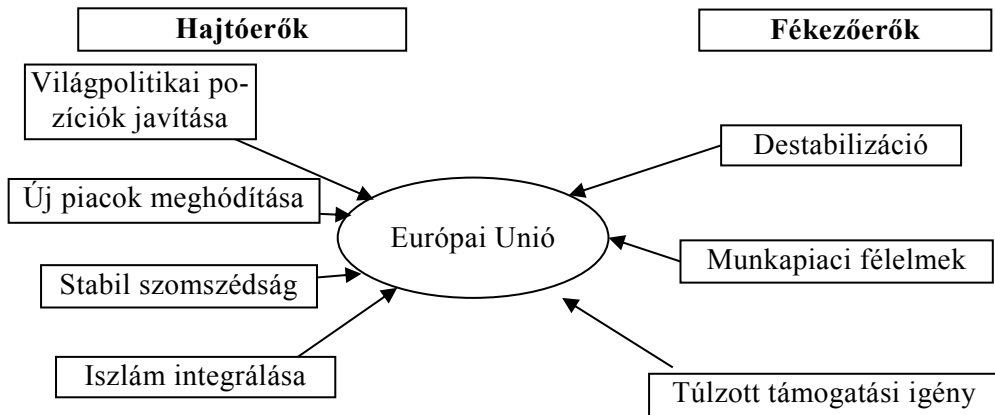 Hajtóerők
Fékezőerők
Világpolitikai po-
zíciók javítása
Destabilizáció
Új piacok meghódítása
Európai Unió
Munkapiaci félelmek
Stabil szomszédság
Iszlám integrálása
Túlzott támogatási igény